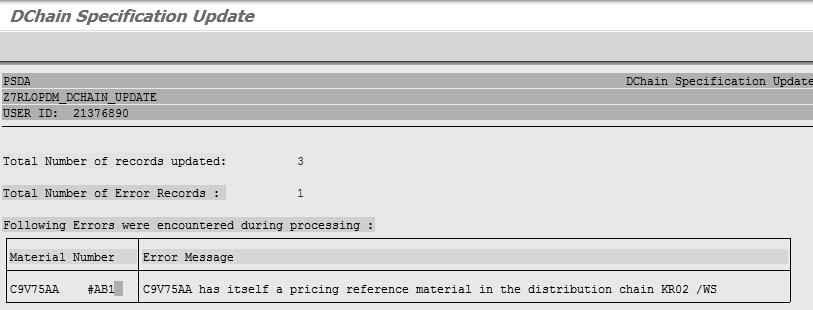 DChain Specification Update
PSDA DChain Specification Update
Z7RLOPDM_DCHAIN_UPDATE
USER ID: 21376890
Total Number of records updated: 3
Total Number of Error Records : 1
Following Errors were encountered during processing :
Material Number Error Message
C9V75AA #AB1 C9V75AA has itself a pricing reference material in the distribution chain KR02 /WS